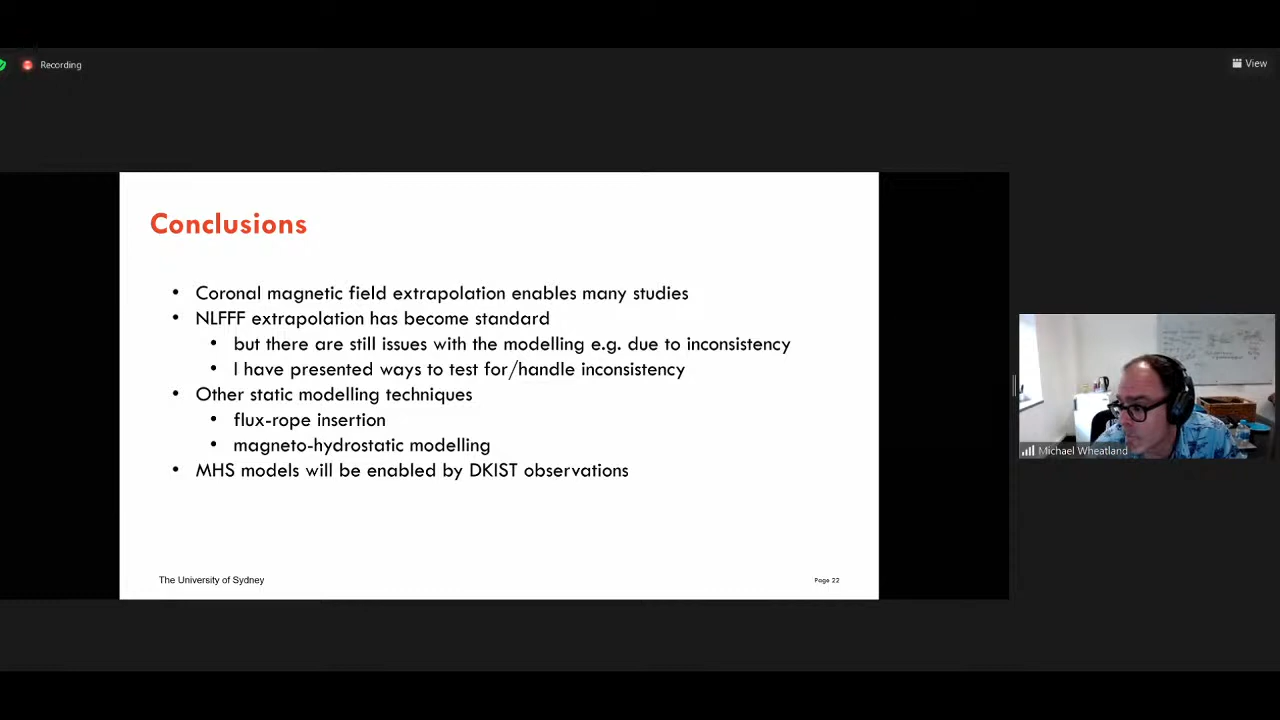 Recording
View
Conclusions
• Coronal magnetic field extrapolation enables many studies
• NLFFF extrapolation has become standard
• but there are still issues with the modelling e.g. due to inconsistency
• I have presented ways to test for/handle inconsistency
• Other static modelling techniques
• flux-rope insertion
• magneto-hydrostatic modelling
• MHS models will be enabled by DKIST observations
Michael Wheatland
The University of Sydney
Page 22